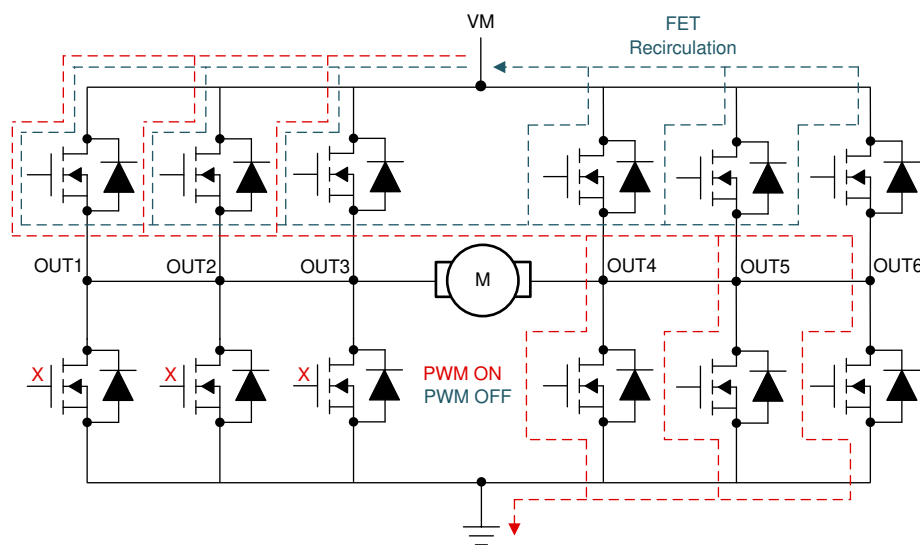 VM
FET
Recirculation
OUT1
OUT2
OUT3
M
OUT4
OUT5
OUT6
X
X
X
PWM ON
PWM OFF